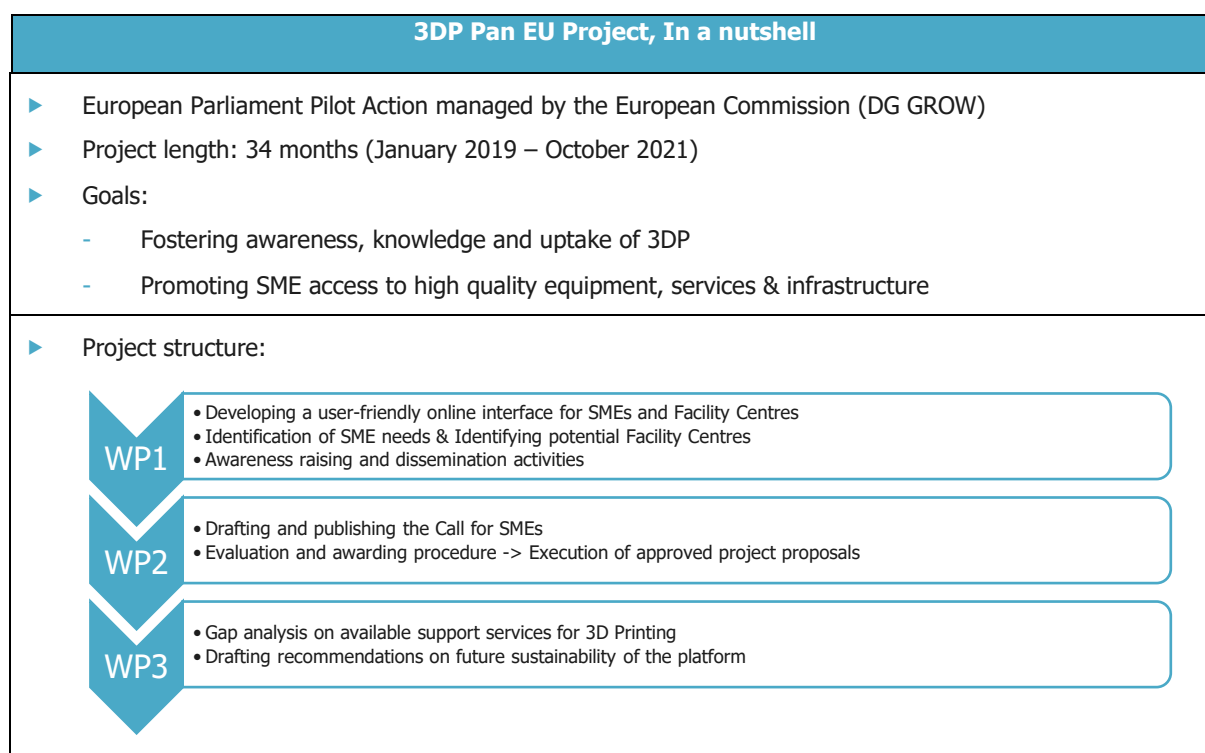 3DP Pan EU Project, In a nutshell
European Parliament Pilot Action managed by the European Commission (DG GROW)
Project length: 34 months (January 2019 – October 2021)
Goals:
- Fostering awareness, knowledge and uptake of 3DP
- Promoting SME access to high quality equipment, services & infrastructure
Project structure:
WP1
• Developing a user-friendly online interface for SMEs and Facility Centres
• Identification of SME needs & Identifying potential Facility Centres
• Awareness raising and dissemination activities
WP2
• Drafting and publishing the Call for SMEs
• Evaluation and awarding procedure -> Execution of approved project proposals
WP3
• Gap analysis on available support services for 3D Printing
• Drafting recommendations on future sustainability of the platform